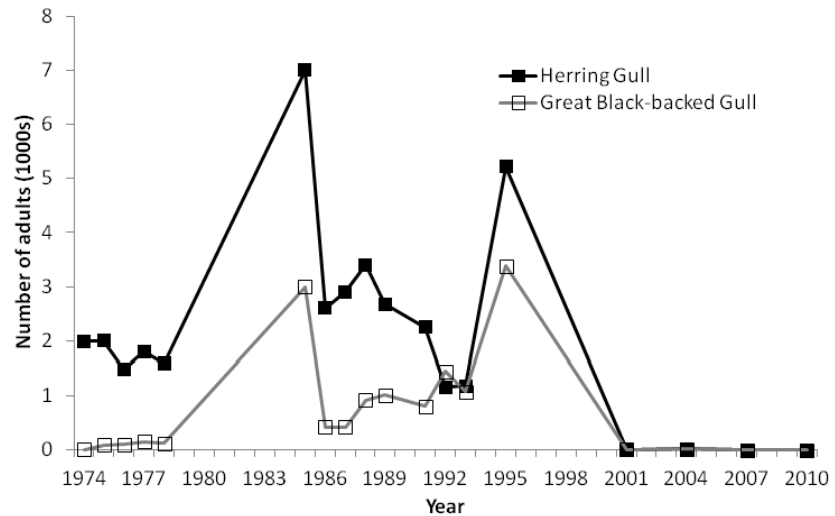 8
7
6
5
4
3
2
1
0
Number of adults (1000s)
Herring Gull
Great Black-backed Gull
1974 1977 1980 1983 1986 1989 1992 1995 1998 2001 2004 2007 2010
Year